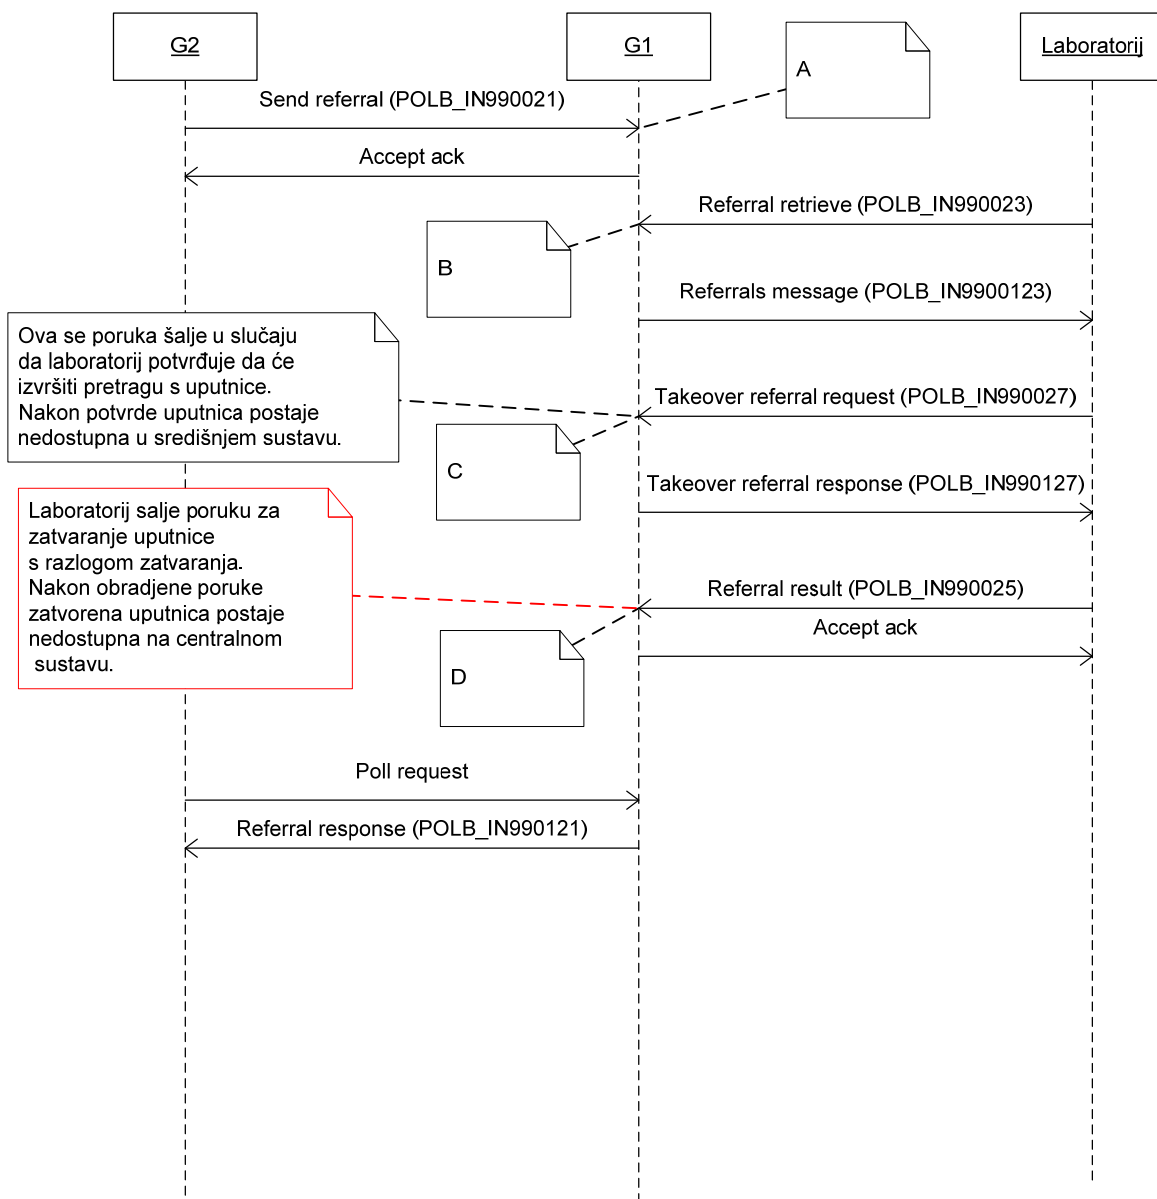 G2
G1
Laboratorij
A
Send referral (POLB_IN990021)
Accept ack
Referral retrieve (POLB_IN990023)
B
Referrals message (POLB_IN9900123)
Ova se poruka šalje u slučaju
da laboratorij potvrđuje da će
izvršiti pretragu s uputnice.
Nakon potvrde uputnica postaje
nedostupna u središnjem sustavu.
Takeover referral request (POLB_IN990027)
C
Takeover referral response (POLB_IN990127)
Laboratorij salje poruku za
zatvaranje uputnice
s razlogom zatvaranja.
Nakon obradjene poruke
zatvorena uputnica postaje
nedostupna na centralnom
sustavu.
Referral result (POLB_IN990025)
Accept ack
D
Poll request
Referral response (POLB_IN990121)